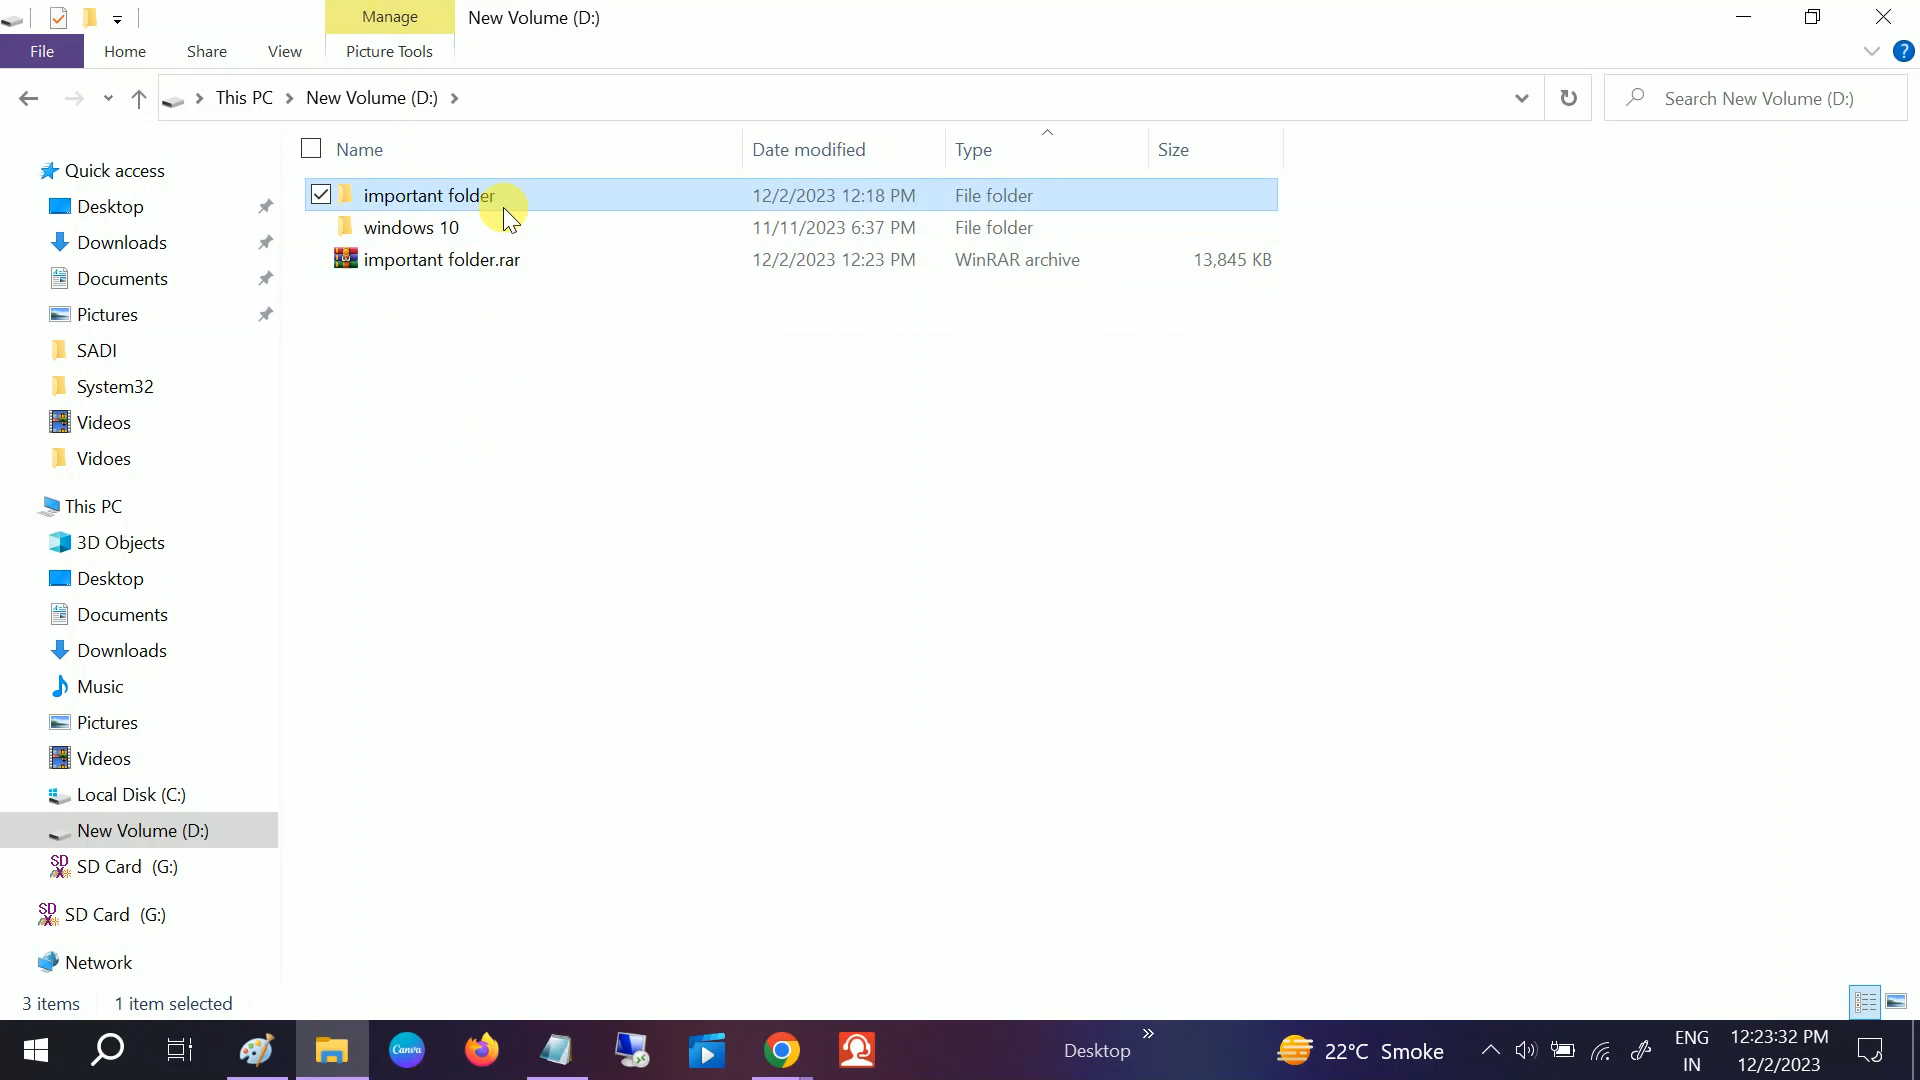 Manage
New Volume (D:)
File
Home
Share
View
Picture Tools
?
This PC
New Volume (D:)
Search New Volume (D:)
Name
Date modified
Type
Size
important folder
12/2/2023 12:18 PM
File folder
windows 10
11/11/2023 6:37 PM
File folder
important folder.rar
12/2/2023 12:23 PM
WinRAR archive
13,845 KB
Quick access
Desktop
Downloads
Documents
Pictures
SADI
System32
Videos
Vidoes
This PC
3D Objects
Desktop
Documents
Downloads
Music
Pictures
Videos
Local Disk (C:)
New Volume (D:)
SD Card (G:)
SD Card (G:)
Network
3 items
1 item selected
Canva
Desktop
22°C Smoke
ENG
IN
12:23:32 PM
12/2/2023